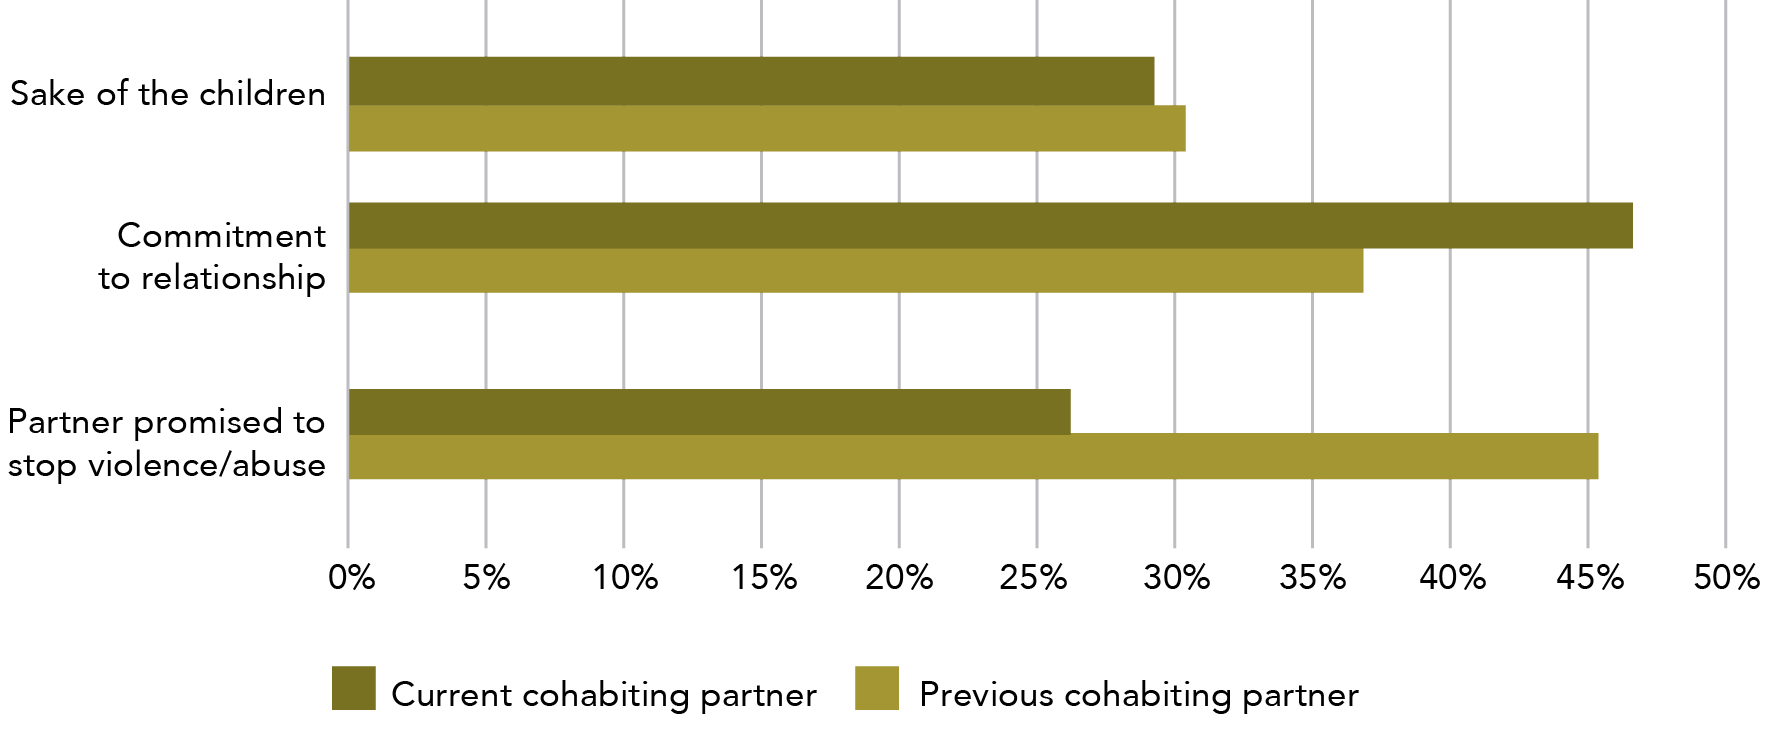 Sake of the children
Commitment
to relationship
Partner promised to
stop violence/abuse
0% 5% 10% 15% 20% 25% 30% 35% 40% 45% 50%
Current cohabiting partner Previous cohabiting partner